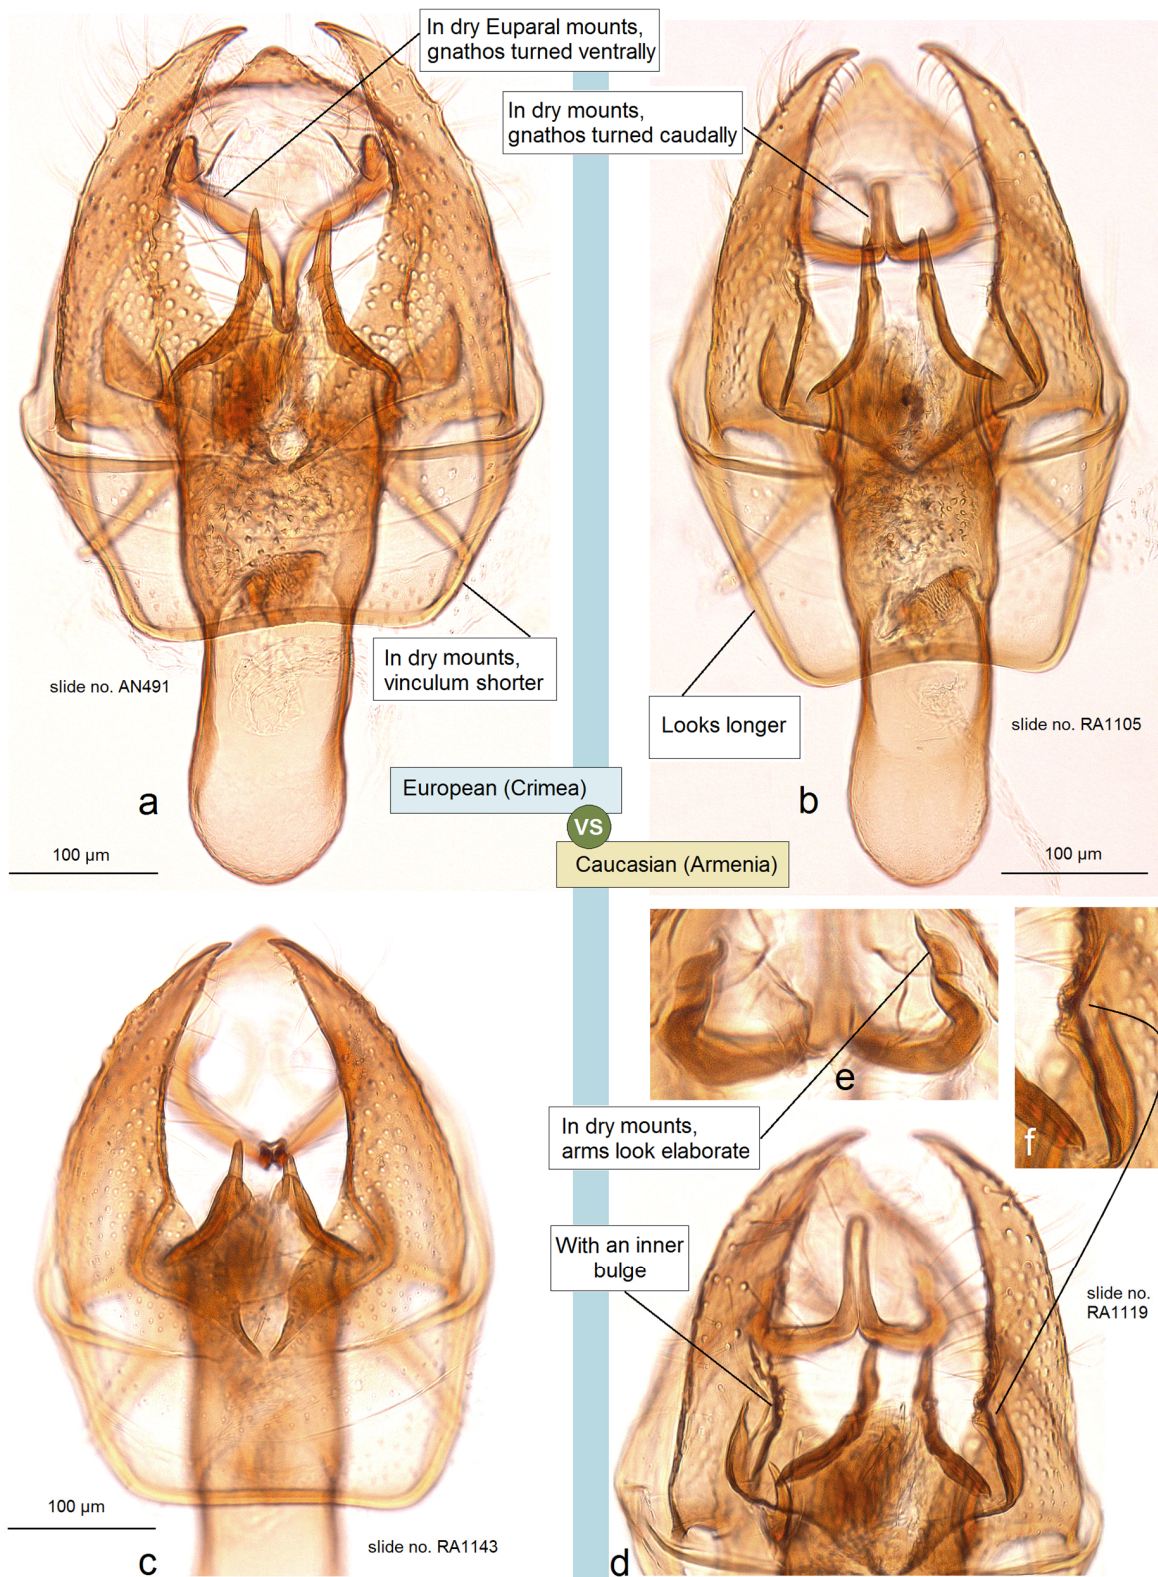 In dry Euparal mounts,
gnathos turned ventrally
In dry mounts,
gnathos turned caudally
In dry mounts,
vinculum shorter
slide no. AN491
Looks longer
slide no. RA1105
a
European (Crimea)
b
VS
Caucasian (Armenia)
100 µm
100 µm
e
f
In dry mounts,
arms look elaborate
With an inner
bulge
slide no.
RA1119
100 µm
slide no. RA1143
c
d